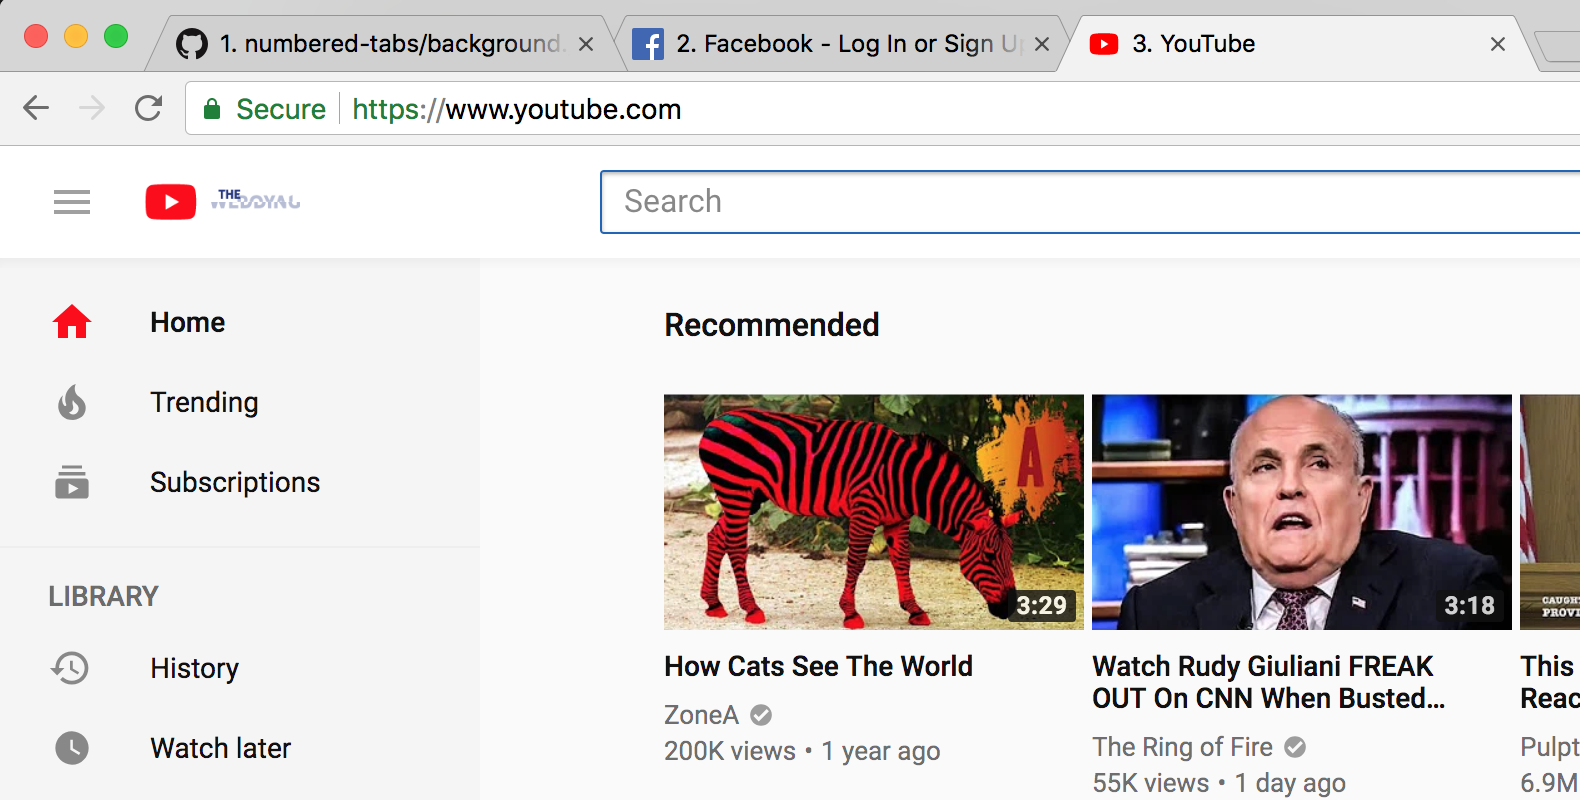 1. numbered-tabs/background.
2. Facebook - Log In or Sign Up
3. YouTube
Secure https://www.youtube.com
THE
Search
Home
Trending
Subscriptions
LIBRARY
History
Watch later
Recommended
A
3:29
3:18
How Cats See The World
ZoneA
200K views • 1 year ago
Watch Rudy Giuliani FREAK
OUT On CNN When Busted...
The Ring of Fire
55K views • 1 day ago
CAUGH
PROVI
This
Reac
Pulpt
6.9M